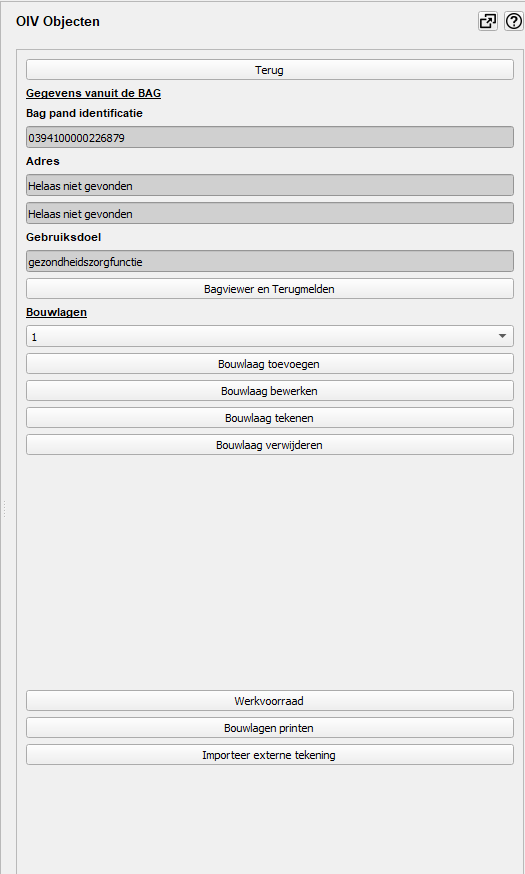 OIV Objecten
Terug
Gegevens vanuit de BAG
Bag pand identificatie
0394100000226879
Adres
Helaas niet gevonden
Helaas niet gevonden
Gebruiksdoel
gezondheidszorgfunctie
Bagviewer en Terugmelden
Bouwlagen
1
Bouwlaag toevoegen
Bouwlaag bewerken
Bouwlaag tekenen
Bouwlaag verwijderen
Werkvoorraad
Bouwlagen printen
Importeer externe tekening